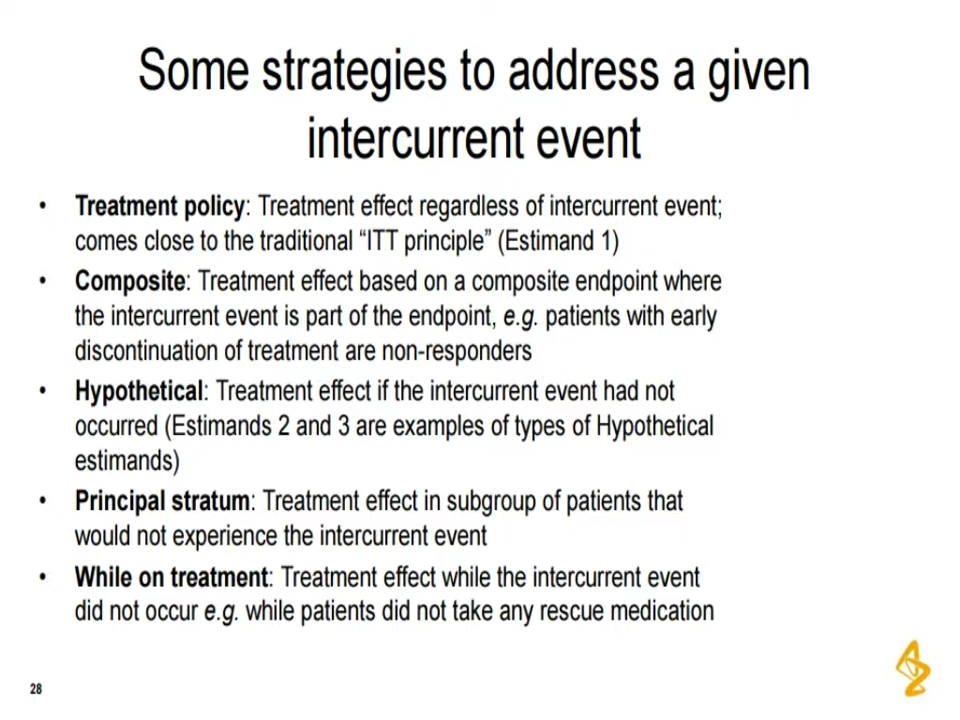 Some strategies to address a given
intercurrent event
• Treatment policy: Treatment effect regardless of intercurrent event;
comes close to the traditional “ITT principle” (Estimand 1)
• Composite: Treatment effect based on a composite endpoint where
the intercurrent event is part of the endpoint, e.g. patients with early
discontinuation of treatment are non-responders
• Hypothetical: Treatment effect if the intercurrent event had not
occurred (Estimands 2 and 3 are examples of types of Hypothetical
estimands)
• Principal stratum: Treatment effect in subgroup of patients that
would not experience the intercurrent event
• While on treatment: Treatment effect while the intercurrent event
did not occur e.g. while patients did not take any rescue medication
28